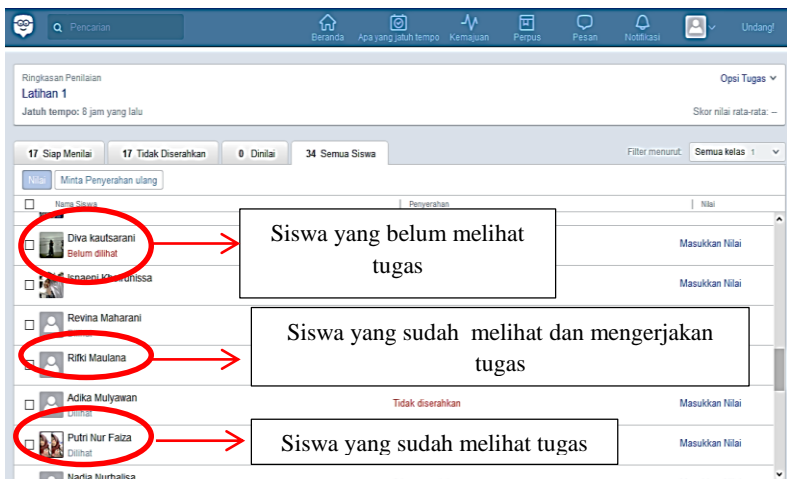 Pencarian
Beranda Apa yang jatuh tempo Kemajuan Perpus Pesan Notifikasi Undang!
Ringkasan Penilaian Opsi Tugas
Latihan 1
Jatuh tempo: 8 jam yang lalu Skor nilai rata-rata: –
17 Siap Menilai 17 Tidak Diserahkan 0 Dinilai 34 Semua Siswa Filter menurut: Semua kelas 1
Nilai Minta Penyerahan ulang
Nama Siswa Penyerahan Nilai
Diva kautsarani
Belum dilihat
Masukkan Nilai
Siswa yang belum melihat
tugas
Masukkan Nilai
Revina Maharani
Siswa yang sudah melihat dan mengerjakan
tugas
Rifki Maulana
Adika Mulyawan
Dilihat
Tidak diserahkan Masukkan Nilai
Putri Nur Faiza
Dilihat
Siswa yang sudah melihat tugas
Masukkan Nilai
Nadia Nurhalisa